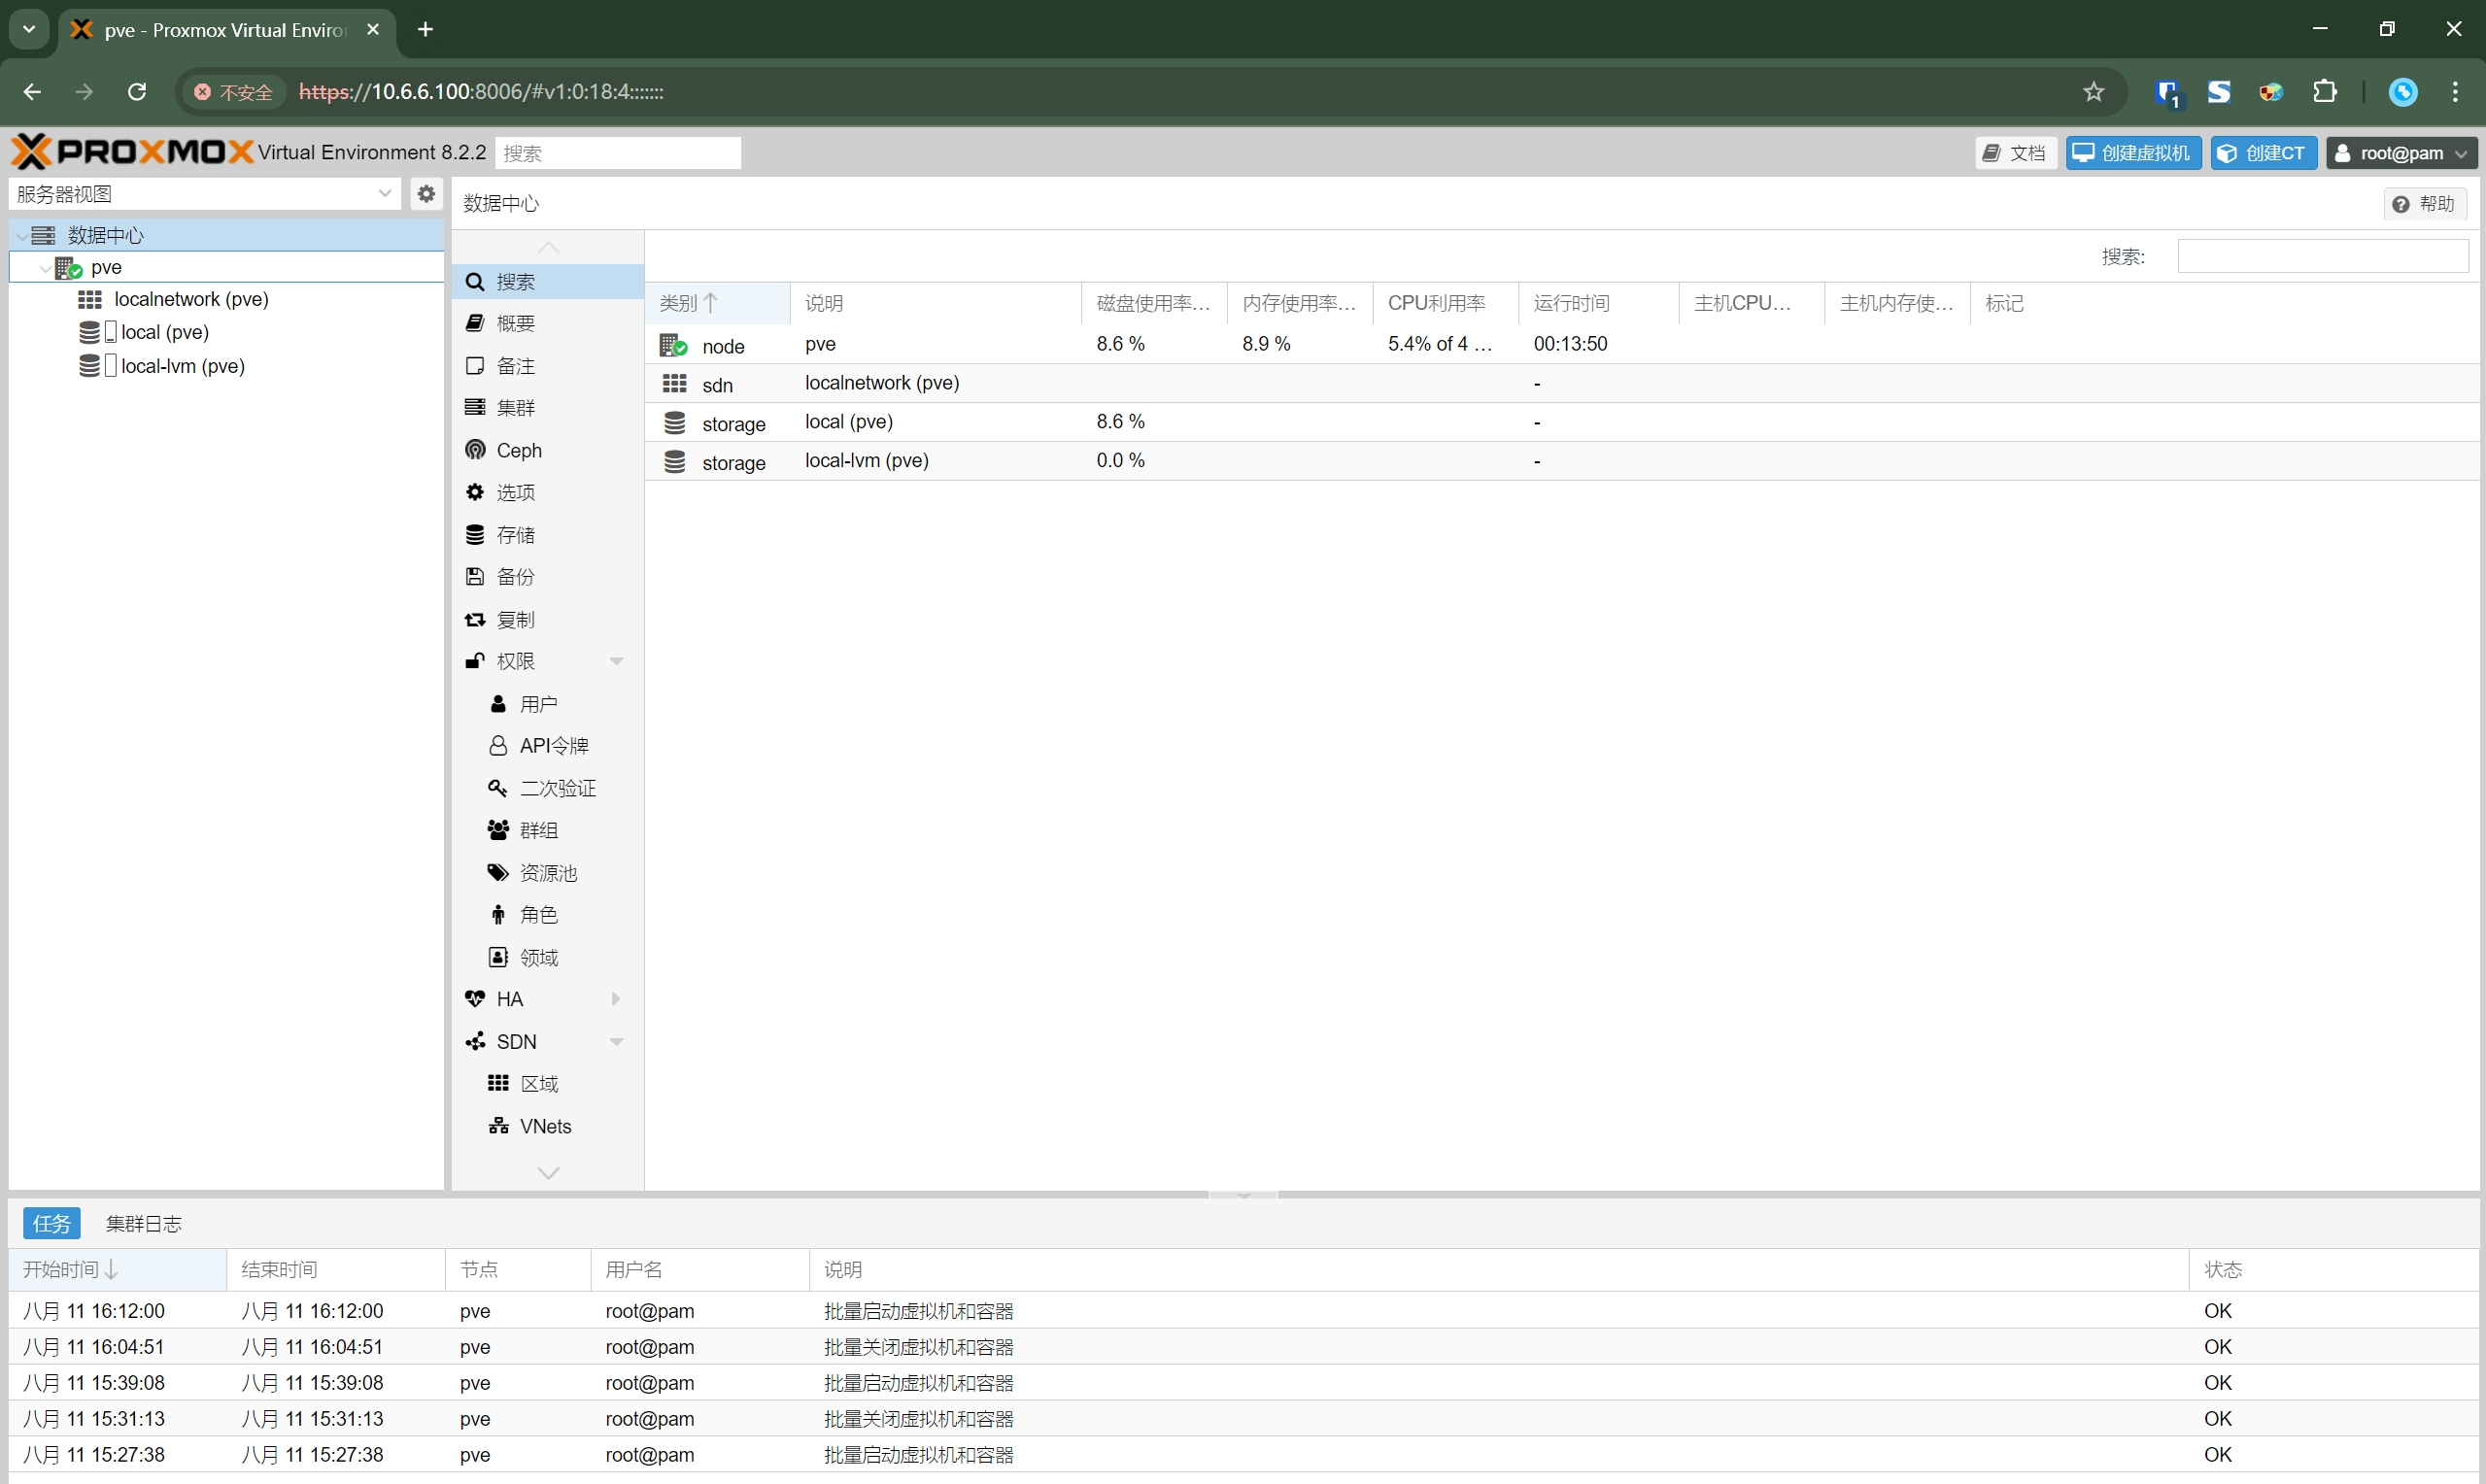 pve - Proxmox Virtual Enviro
不安全 https://10.6.6.100:8006/#v1:0:18:4:::::::
1
PROXMOX Virtual Environment 8.2.2 搜索 文档 创建虚拟机 创建CT root@pam
服务器视图
数据中心 帮助
数据中心
pve
localnetwork (pve)
local (pve)
local-lvm (pve)
搜索
概要
备注
集群
Ceph
选项
存储
备份
复制
权限
用户
API令牌
二次验证
群组
资源池
角色
领域
HA
SDN
区域
VNets
搜索:
类别 说明 磁盘使用率... 内存使用率... CPU利用率 运行时间 主机CPU... 主机内存使... 标记
node pve 8.6 % 8.9 % 5.4% of 4 ... 00:13:50
sdn localnetwork (pve) -
storage local (pve) 8.6 % -
storage local-lvm (pve) 0.0 % -
任务 集群日志
开始时间 结束时间 节点 用户名 说明 状态
八月 11 16:12:00 八月 11 16:12:00 pve root@pam 批量启动虚拟机和容器 OK
八月 11 16:04:51 八月 11 16:04:51 pve root@pam 批量关闭虚拟机和容器 OK
八月 11 15:39:08 八月 11 15:39:08 pve root@pam 批量启动虚拟机和容器 OK
八月 11 15:31:13 八月 11 15:31:13 pve root@pam 批量关闭虚拟机和容器 OK
八月 11 15:27:38 八月 11 15:27:38 pve root@pam 批量启动虚拟机和容器 OK